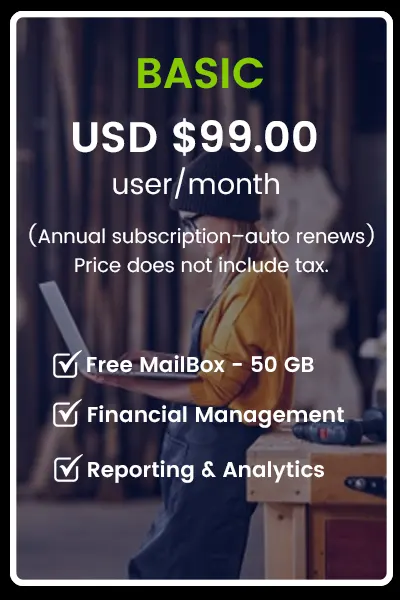 BASIC
USD $99.00
user/month
(Annual subscription–auto renews)
Price does not include tax.
Free MailBox - 50 GB
Financial Management
Reporting & Analytics